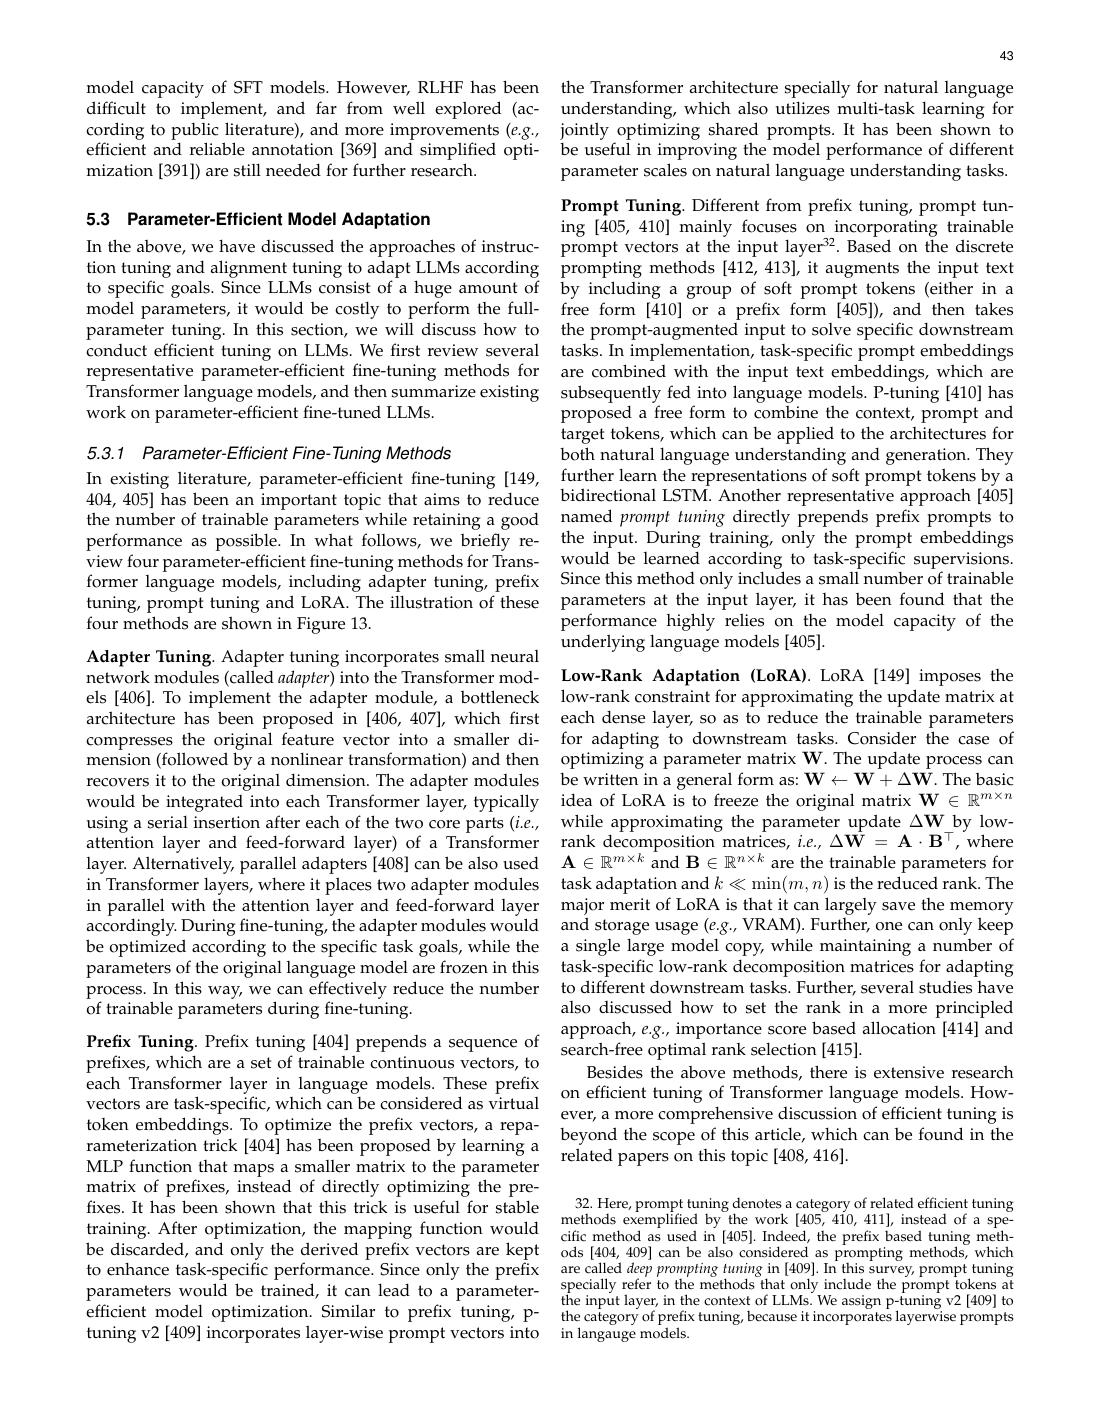 43
model capacity of SFT models. However, RLHF has been
difficult to implement, and far from well explored (ac-
cording to public literature), and more improvements (e.g.,
efficient and reliable annotation [369] and simplified opti-
mization [391]) are still needed for further research.
5.3 Parameter-Efficient Model Adaptation
In the above, we have discussed the approaches of instruc-
tion tuning and alignment tuning to adapt LLMs according
to specific goals. Since LLMs consist of a huge amount of
model parameters, it would be costly to perform the full-
parameter tuning. In this section, we will discuss how to
conduct efficient tuning on LLMs. We first review several
representative parameter-efficient fine-tuning methods for
Transformer language models, and then summarize existing
work on parameter-efficient fine-tuned LLMs.
5.3.1 Parameter-Efficient Fine-Tuning Methods
In existing literature, parameter-efficient fine-tuning [149,
404, 405] has been an important topic that aims to reduce
the number of trainable parameters while retaining a good
performance as possible. In what follows, we briefly re-
view four parameter-efficient fine-tuning methods for Trans-
former language models, including adapter tuning, prefix
tuning, prompt tuning and LoRA. The illustration of these
four methods are shown in Figure 13.
Adapter Tuning. Adapter tuning incorporates small neural
network modules (called adapter) into the Transformer mod-
els [406]. To implement the adapter module, a bottleneck
architecture has been proposed in [406, 407], which first
compresses the original feature vector into a smaller di-
mension (followed by a nonlinear transformation) and then
recovers it to the original dimension. The adapter modules
would be integrated into each Transformer layer, typically
using a serial insertion after each of the two core parts (i.e.,
attention layer and feed-forward layer) of a Transformer
layer. Alternatively, parallel adapters [408] can be also used
in Transformer layers, where it places two adapter modules
in parallel with the attention layer and feed-forward layer
accordingly. During fine-tuning, the adapter modules would
be optimized according to the specific task goals, while the
parameters of the original language model are frozen in this
process. In this way, we can effectively reduce the number
of trainable parameters during fine-tuning.
Prefix Tuning. Prefix tuning [404] prepends a sequence of
prefixes, which are a set of trainable continuous vectors, to
each Transformer layer in language models. These prefix
vectors are task-specific, which can be considered as virtual
token embeddings. To optimize the prefix vectors, a repa-
rameterization trick [404] has been proposed by learning a
MLP function that maps a smaller matrix to the parameter
matrix of prefixes, instead of directly optimizing the pre-
fixes. It has been shown that this trick is useful for stable
training. After optimization, the mapping function would
be discarded, and only the derived prefix vectors are kept
to enhance task-specific performance. Since only the prefix
parameters would be trained, it can lead to a parameter-
efficient model optimization. Similar to prefix tuning, p-
tuning v2 [409] incorporates layer-wise prompt vectors into
the Transformer architecture specially for natural language
understanding, which also utilizes multi-task learning for
jointly optimizing shared prompts. It has been shown to
be useful in improving the model performance of different
parameter scales on natural language understanding tasks.
Prompt Tuning. Different from prefix tuning, prompt tun-
ing [405, 410] mainly focuses on incorporating trainable
prompt vectors at the input layer³². Based on the discrete
prompting methods [412, 413], it augments the input text
by including a group of soft prompt tokens (either in a
free form [410] or a prefix form [405]), and then takes
the prompt-augmented input to solve specific downstream
tasks. In implementation, task-specific prompt embeddings
are combined with the input text embeddings, which are
subsequently fed into language models. P-tuning [410] has
proposed a free form to combine the context, prompt and
target tokens, which can be applied to the architectures for
both natural language understanding and generation. They
further learn the representations of soft prompt tokens by a
bidirectional LSTM. Another representative approach [405]
named prompt tuning directly prepends prefix prompts to
the input. During training, only the prompt embeddings
would be learned according to task-specific supervisions.
Since this method only includes a small number of trainable
parameters at the input layer, it has been found that the
performance highly relies on the model capacity of the
underlying language models [405].
Low-Rank Adaptation (LoRA). LoRA [149] imposes the
low-rank constraint for approximating the update matrix at
each dense layer, so as to reduce the trainable parameters
for adapting to downstream tasks. Consider the case of
optimizing a parameter matrix W. The update process can
be written in a general form as: W ← W + ΔW. The basic
idea of LoRA is to freeze the original matrix W ∈ ℝᵐˣⁿ
while approximating the parameter update ΔW by low-
rank decomposition matrices, i.e., ΔW = A · B⊤, where
A ∈ ℝᵐˣᵏ and B ∈ ℝⁿˣᵏ are the trainable parameters for
task adaptation and k ≪ min(m, n) is the reduced rank. The
major merit of LoRA is that it can largely save the memory
and storage usage (e.g., VRAM). Further, one can only keep
a single large model copy, while maintaining a number of
task-specific low-rank decomposition matrices for adapting
to different downstream tasks. Further, several studies have
also discussed how to set the rank in a more principled
approach, e.g., importance score based allocation [414] and
search-free optimal rank selection [415].
Besides the above methods, there is extensive research
on efficient tuning of Transformer language models. How-
ever, a more comprehensive discussion of efficient tuning is
beyond the scope of this article, which can be found in the
related papers on this topic [408, 416].
32. Here, prompt tuning denotes a category of related efficient tuning
methods exemplified by the work [405, 410, 411], instead of a spe-
cific method as used in [405]. Indeed, the prefix based tuning meth-
ods [404, 409] can be also considered as prompting methods, which
are called deep prompting tuning in [409]. In this survey, prompt tuning
specially refer to the methods that only include the prompt tokens at
the input layer, in the context of LLMs. We assign p-tuning v2 [409] to
the category of prefix tuning, because it incorporates layerwise prompts
in langauge models.